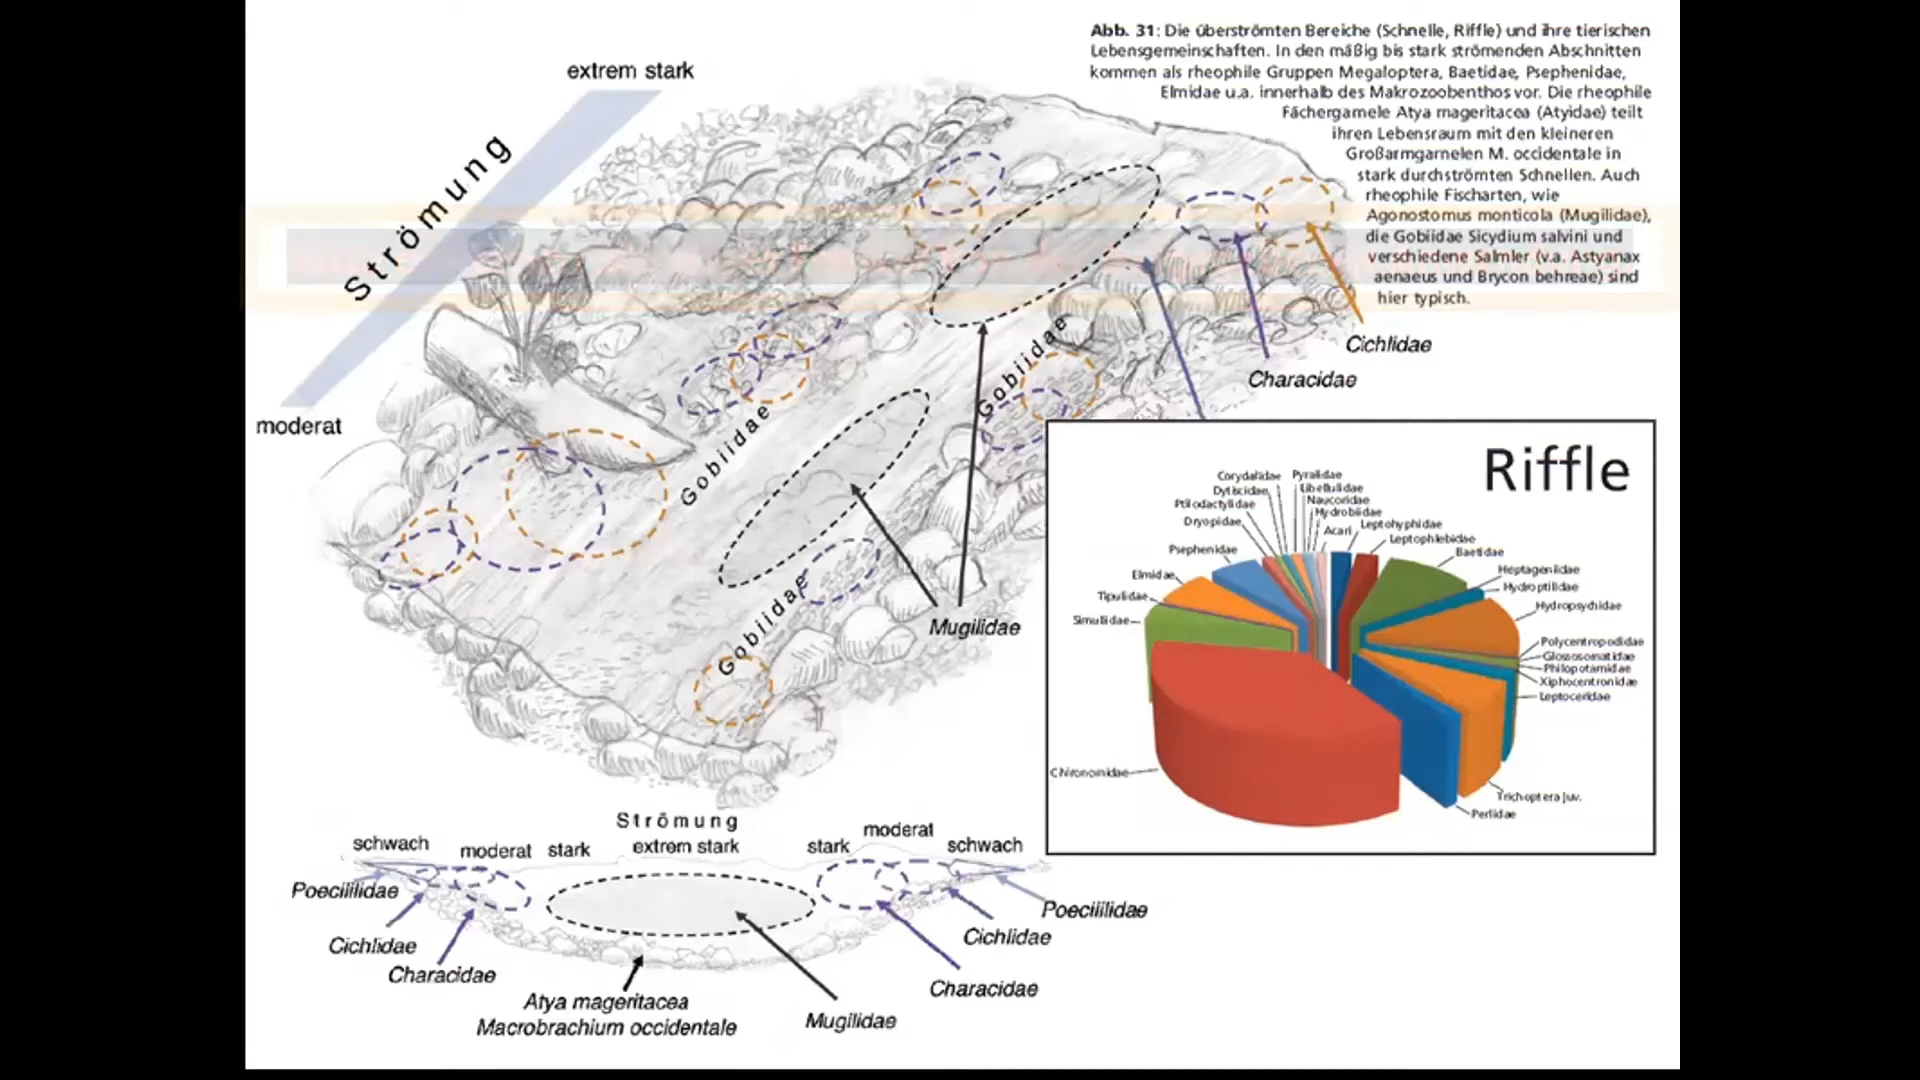 Abb. 31: Die überströmten Bereiche (Schnelle, Riffle) und ihre tierischen
Lebensgemeinschaften. In den mäßig bis stark strömenden Abschnitten
kommen als rheophile Gruppen Megaloptera, Baetidae, Psephenidae,
Elmidae u.a. innerhalb des Makrozoobenthos vor. Die rheophile
Fächergarnele Atya mageritacea (Atyidae) teilt
ihren Lebensraum mit den kleineren
Großarmgarnelen M. occidentale in
stark durchströmten Schnellen. Auch
rheophile Fischarten, wie
Agonostomus monticola (Mugilidae),
die Gobiidae Sicydium salvini und
verschiedene Salmler (v.a. Astyanax
aenaeus und Brycon behreae) sind
hier typisch.
extrem stark
Strömung
moderat
Gobiidae
Gobiidae
Gobiidae
Cichlidae
Characidae
Mugilidae
Riffle
Corydalidae
Pyralidae
Dytiscidae
Libellulidae
Ptilodactylidae
Naucoridae
Dryopidae
Hydrobiidae
Acari
Leptohyphidae
Psephenidae
Leptophlebidae
Baetidae
Elmidae
Heptagenidae
Tipulidae
Hydroptilidae
Simuliidae
Hydropsychidae
Polycentropodidae
Glossosomatidae
Philopotamidae
Xiphocentronidae
Leptoceridae
Chironomidae
Trichoptera Juv.
Perlidae
Strömung
schwach
moderat
stark
extrem stark
stark
moderat
schwach
Poecililidae
Cichlidae
Characidae
Atya mageritacea
Macrobrachium occidentale
Mugilidae
Characidae
Cichlidae
Poecililidae